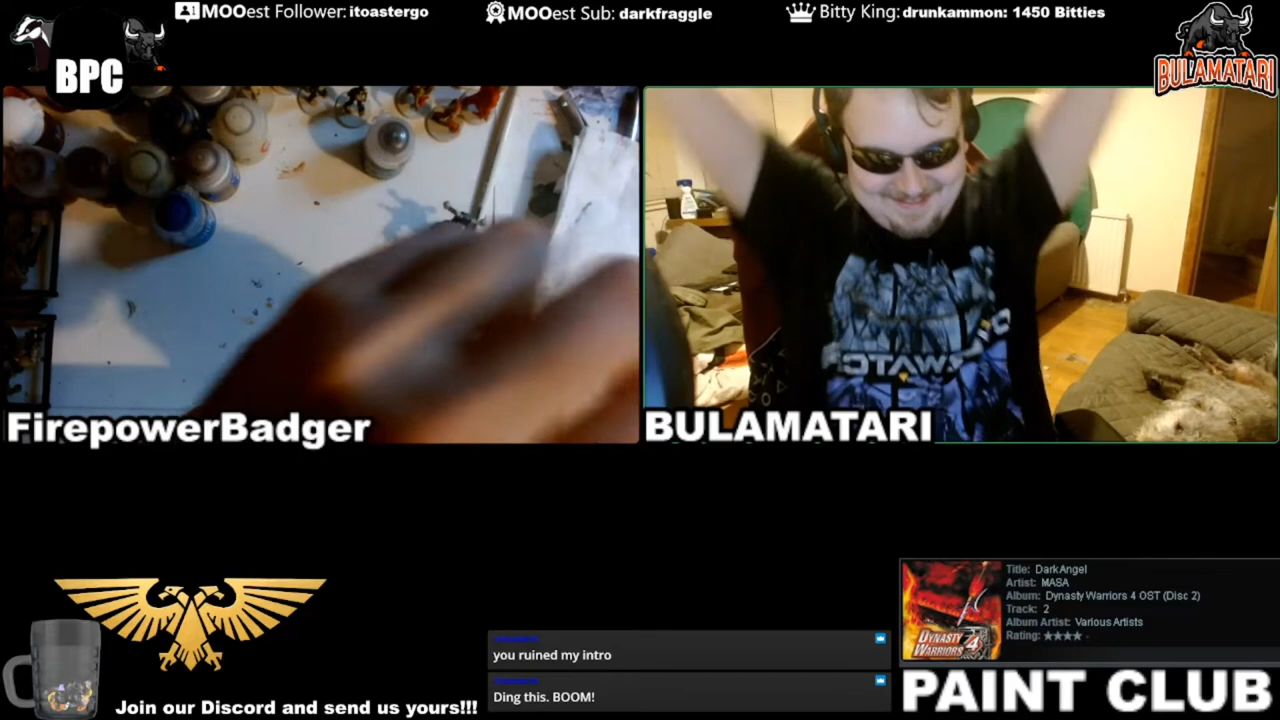 MOOest Follower: itoastergo
MOOest Sub: darkfraggle
Bitty King: drunkammon: 1450 Bitties
BPC
BULAMATARI
FirepowerBadger
BULAMATARI
Title: DarkAngel
Artist: MASA
Album: Dynasty Warriors 4 OST (Disc 2)
Track: 2
Album Artist: Various Artists
Rating: ★★★★
DYNASTY
WARRIORS 4
you ruined my intro
Ding this. BOOM!
Join our Discord and send us yours!!!
PAINT CLUB